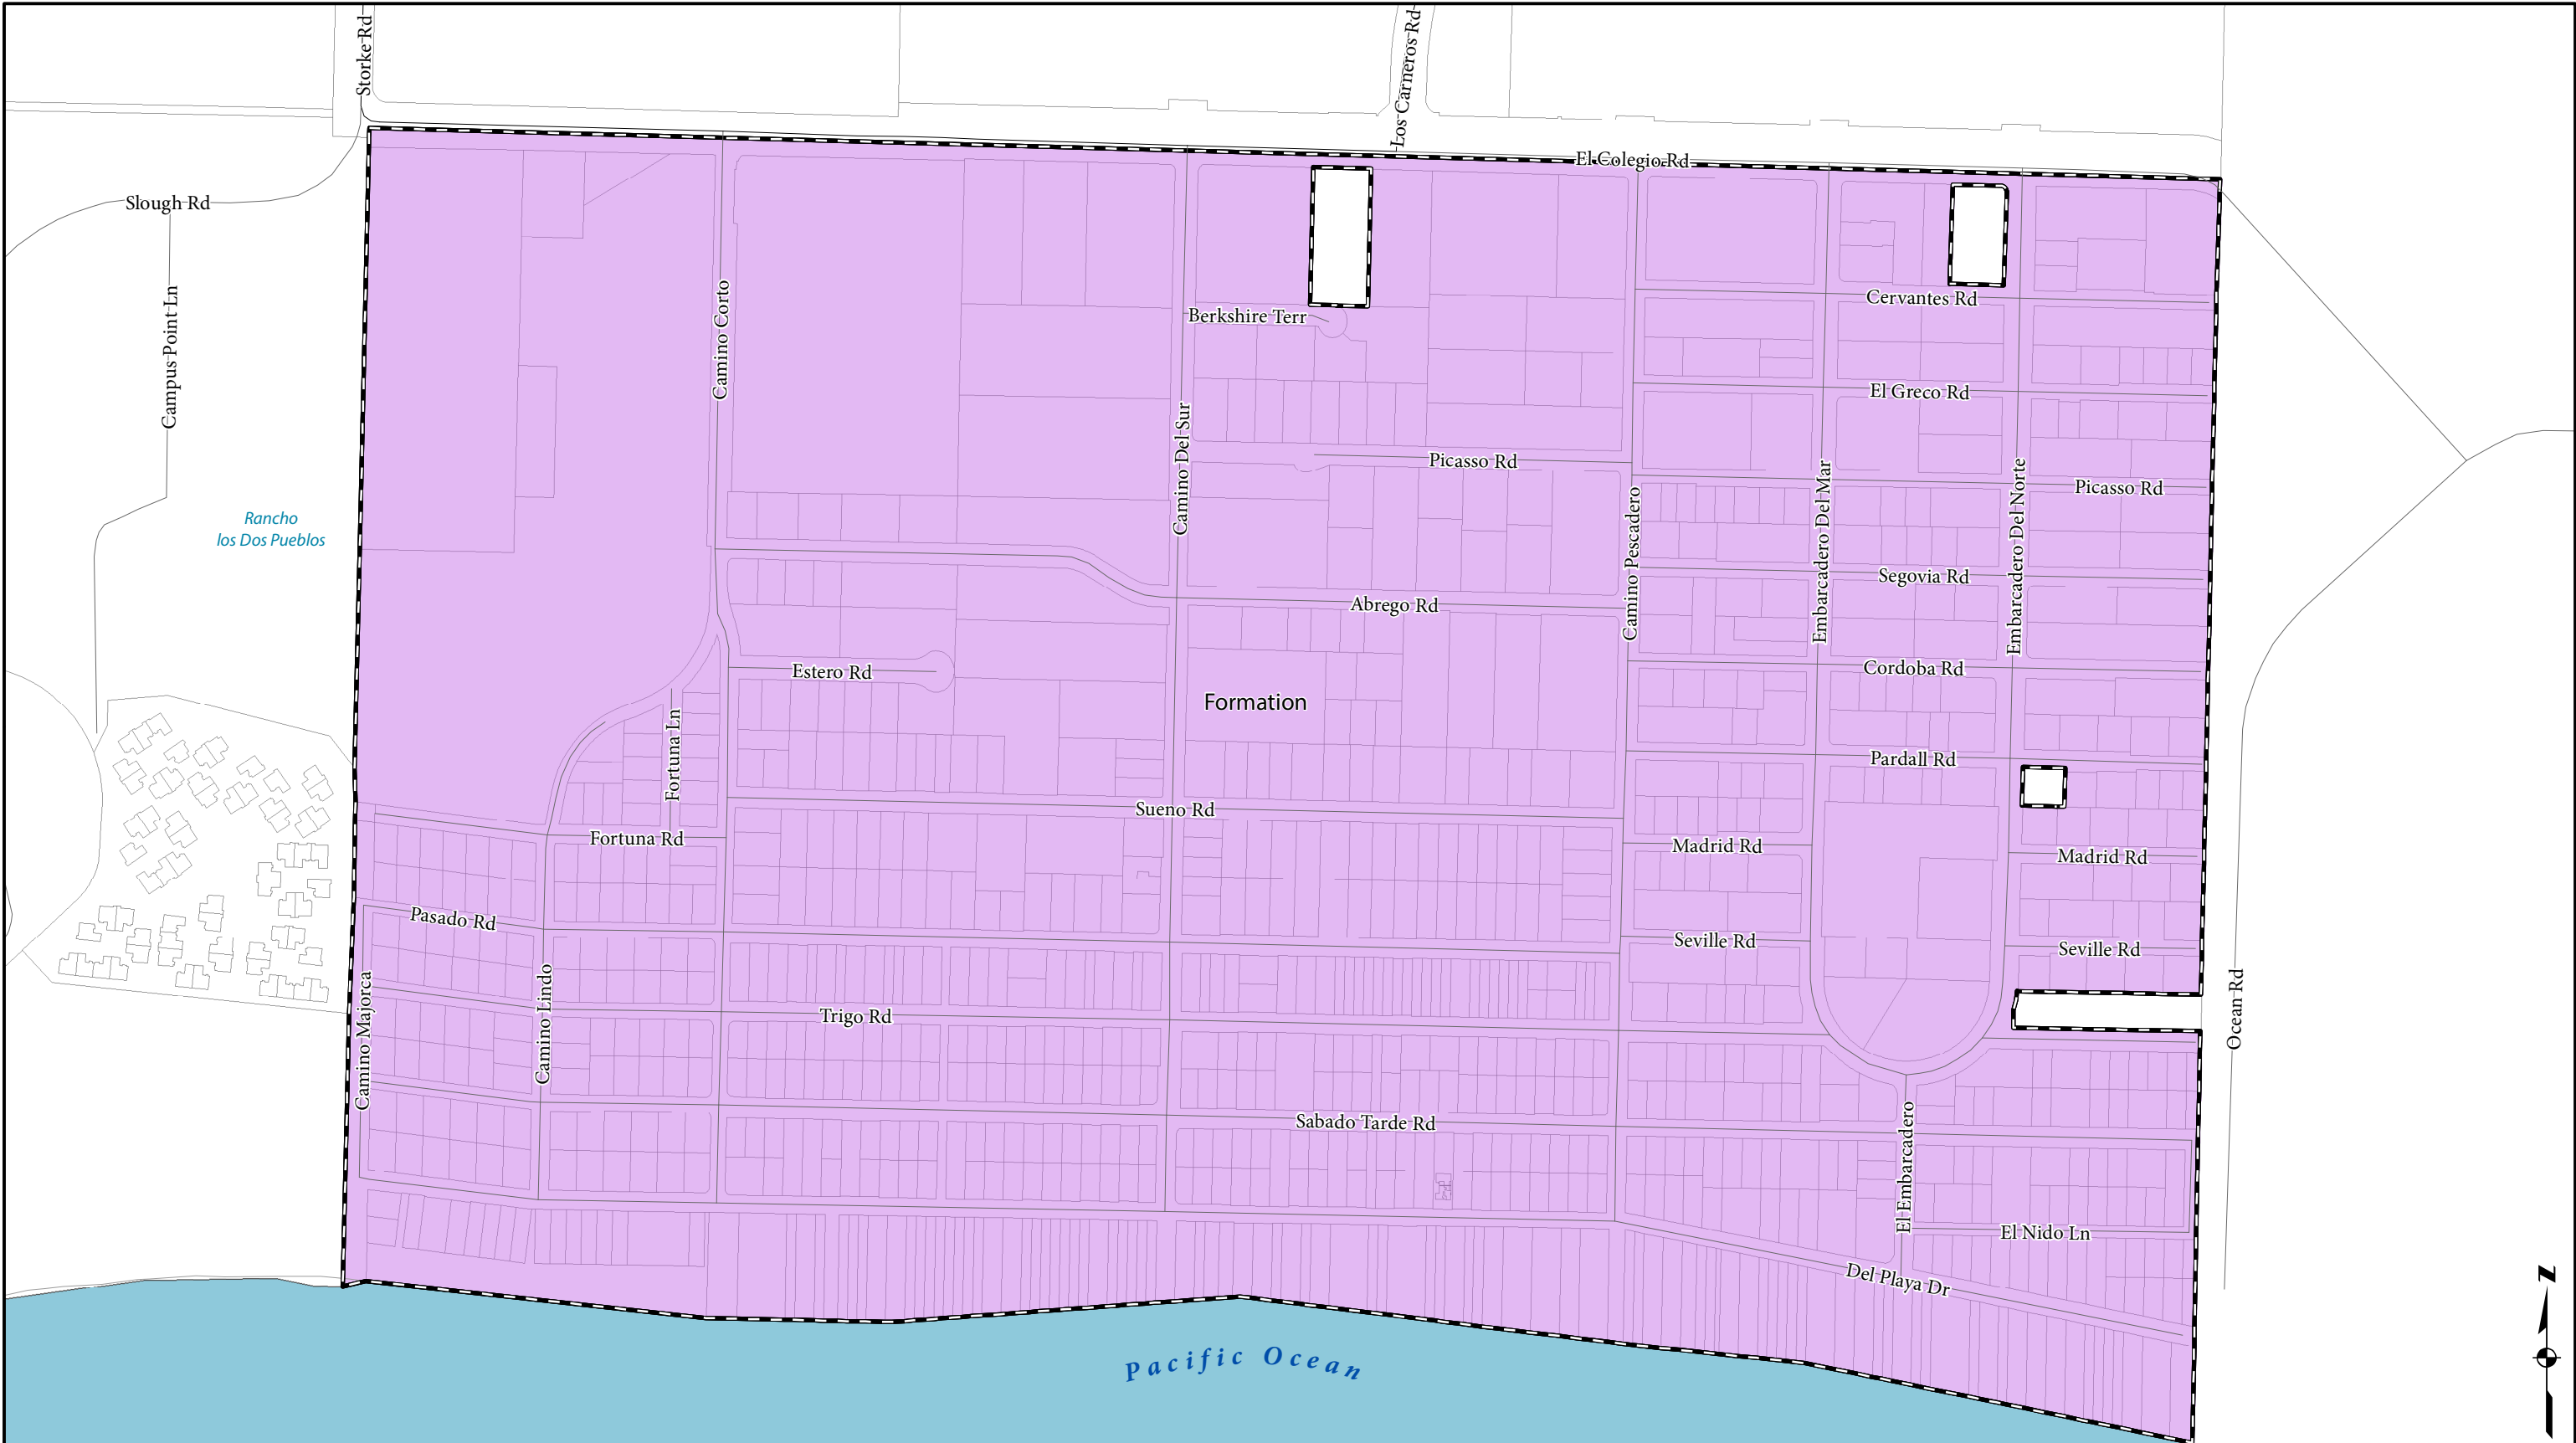 Storke Rd
Los Carneros Rd
El Colegio Rd
Slough Rd
Campus Point Ln
Camino Corto
Berkshire Terr
Cervantes Rd
El Greco Rd
Camino Del Sur
Picasso Rd
Picasso Rd
Camino Pescadero
Embarcadero Del Mar
Embarcadero Del Norte
Rancho
los Dos Pueblos
Segovia Rd
Abrego Rd
Estero Rd
Cordoba Rd
Formation
Fortuna Ln
Pardall Rd
Sueno Rd
Fortuna Rd
Madrid Rd
Madrid Rd
Pasado Rd
Seville Rd
Seville Rd
Camino Majorca
Camino Lindo
Trigo Rd
Ocean Rd
Sabado Tarde Rd
El Embarcadero
El Nido Ln
Del Playa Dr
Pacific Ocean
N